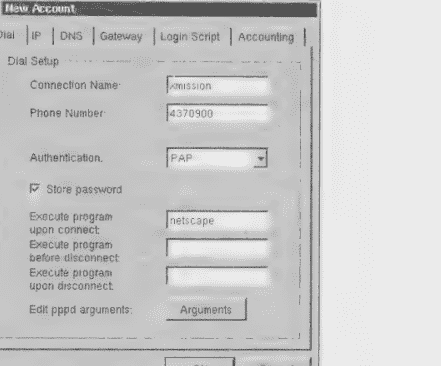 New Account
Dial IP DNS Gateway Login Script Accounting
Dial Setup
Connection Name:
xmission
Phone Number:
4370900
Authentication:
PAP
Store password
Execute program
upon connect:
netscape
Execute program
before disconnect:
Execute program
upon disconnect:
Edit pppd arguments:
Arguments